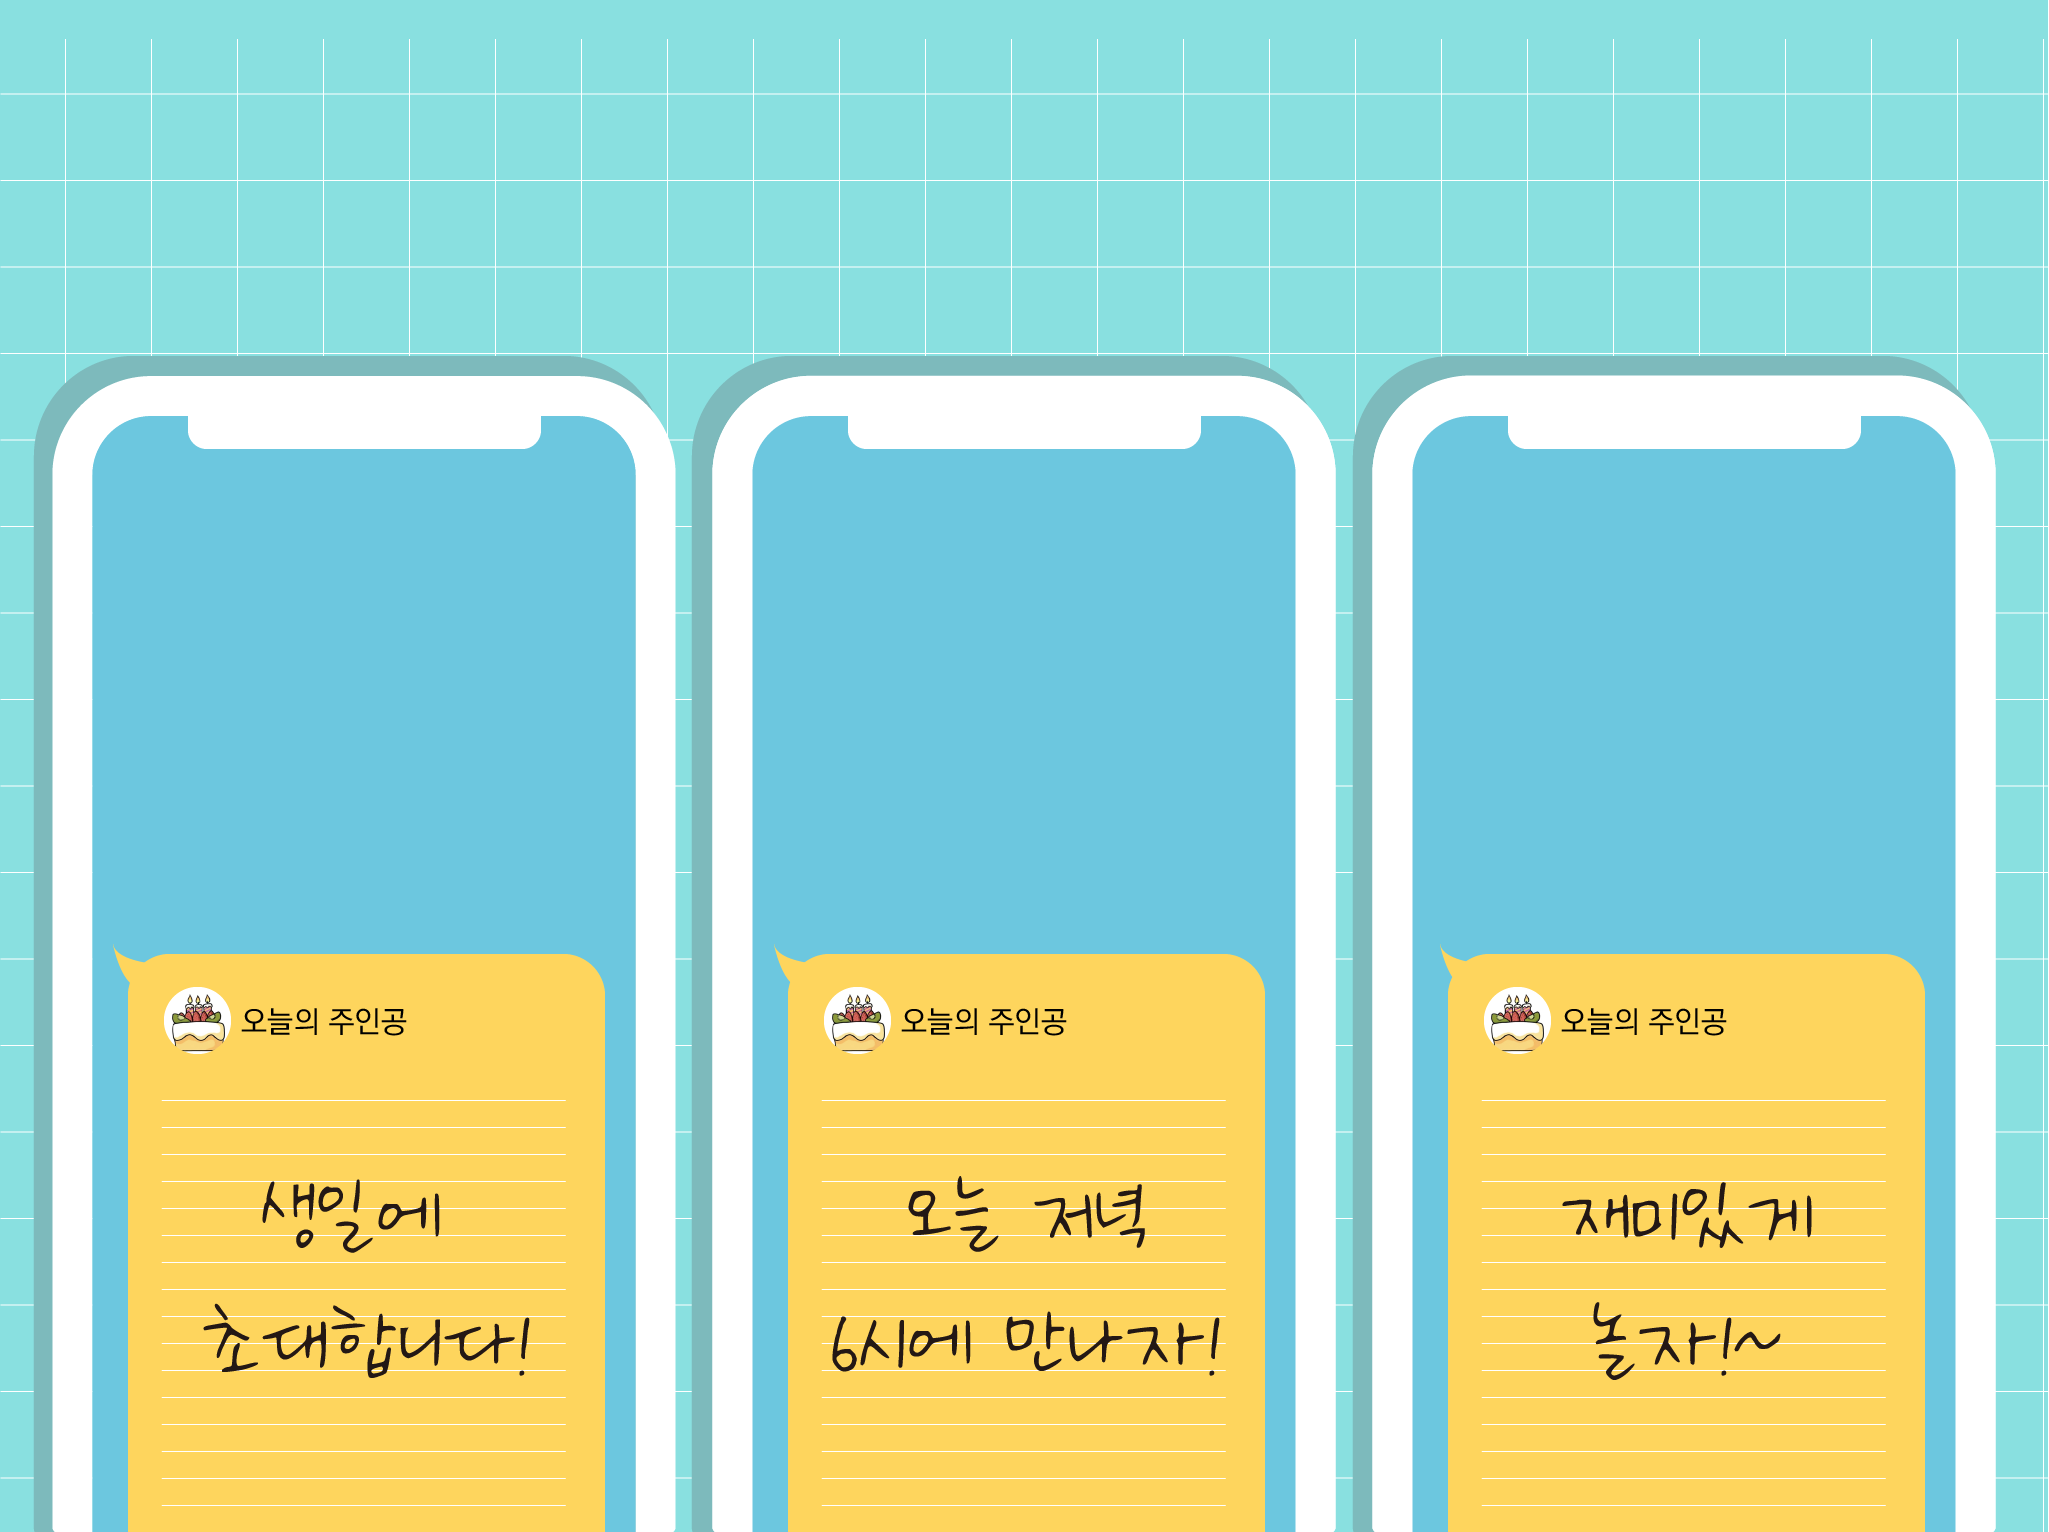 오늘의 주인공
생일에
초대합니다!
오늘의 주인공
오늘 저녁
6시에 만나자!
오늘의 주인공
재미있게
놀자!~